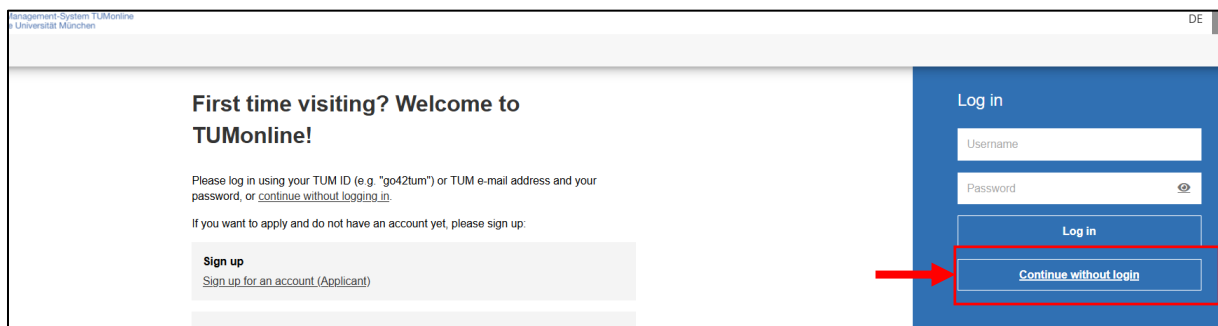 Management-System TUMonline
e Universität München
DE
First time visiting? Welcome to
TUMonline!
Please log in using your TUM ID (e.g. "go42tum") or TUM e-mail address and your
password, or continue without logging in.
If you want to apply and do not have an account yet, please sign up:
Sign up
Sign up for an account (Applicant)
Log in
Username
Password
Log in
Continue without login